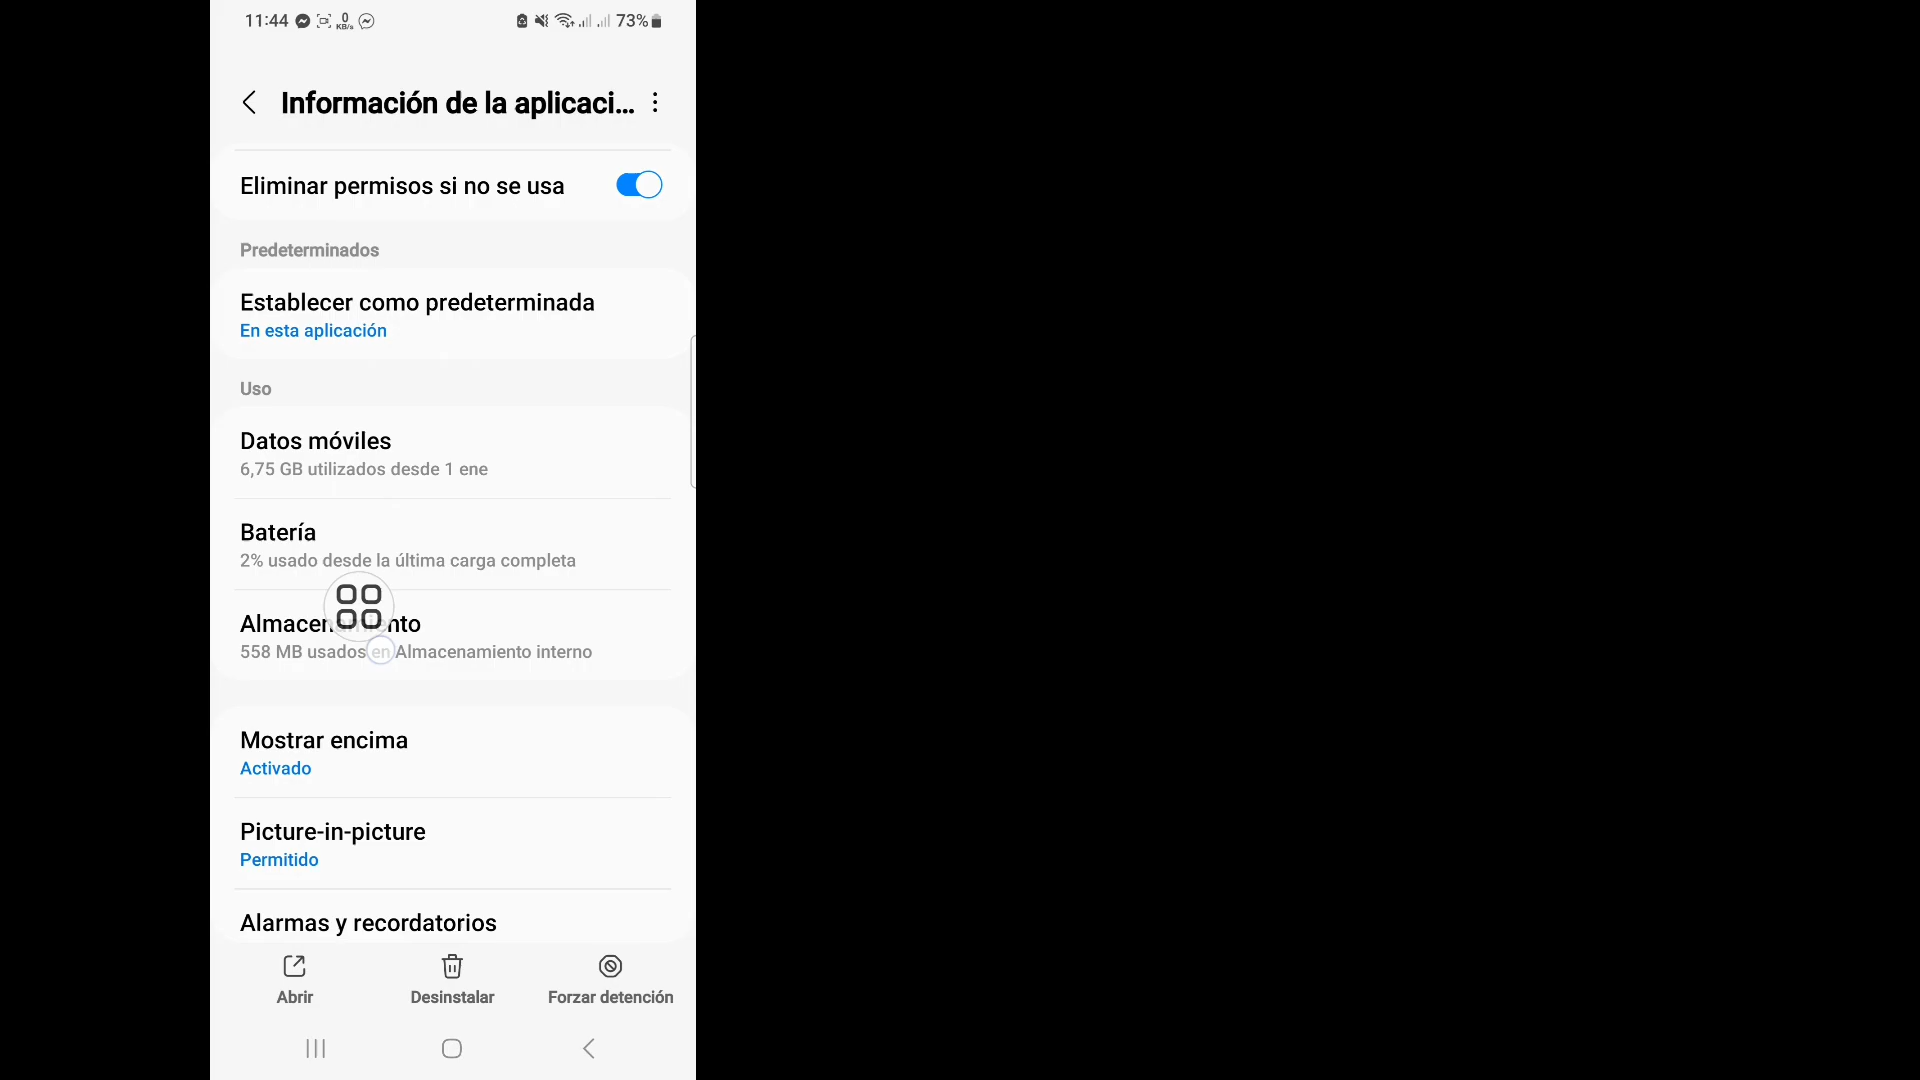 11:44 0 KB/s 73%
Información de la aplicaci...
Eliminar permisos si no se usa
Predeterminados
Establecer como predeterminada
En esta aplicación
Uso
Datos móviles
6,75 GB utilizados desde 1 ene
Batería
2% usado desde la última carga completa
Almacenamiento
558 MB usados en Almacenamiento interno
Mostrar encima
Activado
Picture-in-picture
Permitido
Alarmas y recordatorios
Abrir Desinstalar Forzar detención